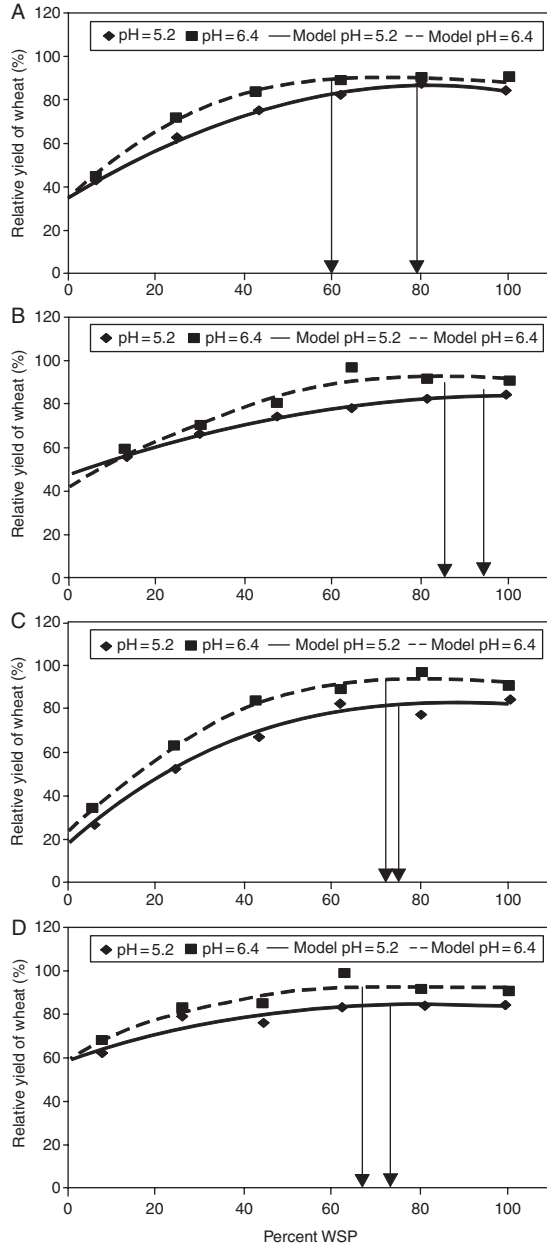 A
Relative yield of wheat (%)
120
100
80
60
40
20
0
pH = 5.2 pH = 6.4 Model pH = 5.2 Model pH = 6.4
0 20 40 60 80 100
B
Relative yield of wheat (%)
120
100
80
60
40
20
0
pH = 5.2 pH = 6.4 Model pH = 5.2 Model pH = 6.4
0 20 40 60 80 100
C
Relative yield of wheat (%)
120
100
80
60
40
20
0
pH = 5.2 pH = 6.4 Model pH = 5.2 Model pH = 6.4
0 20 40 60 80 100
D
Relative yield of wheat (%)
120
100
80
60
40
20
0
pH = 5.2 pH = 6.4 Model pH = 5.2 Model pH = 6.4
0 20 40 60 80 100
Percent WSP